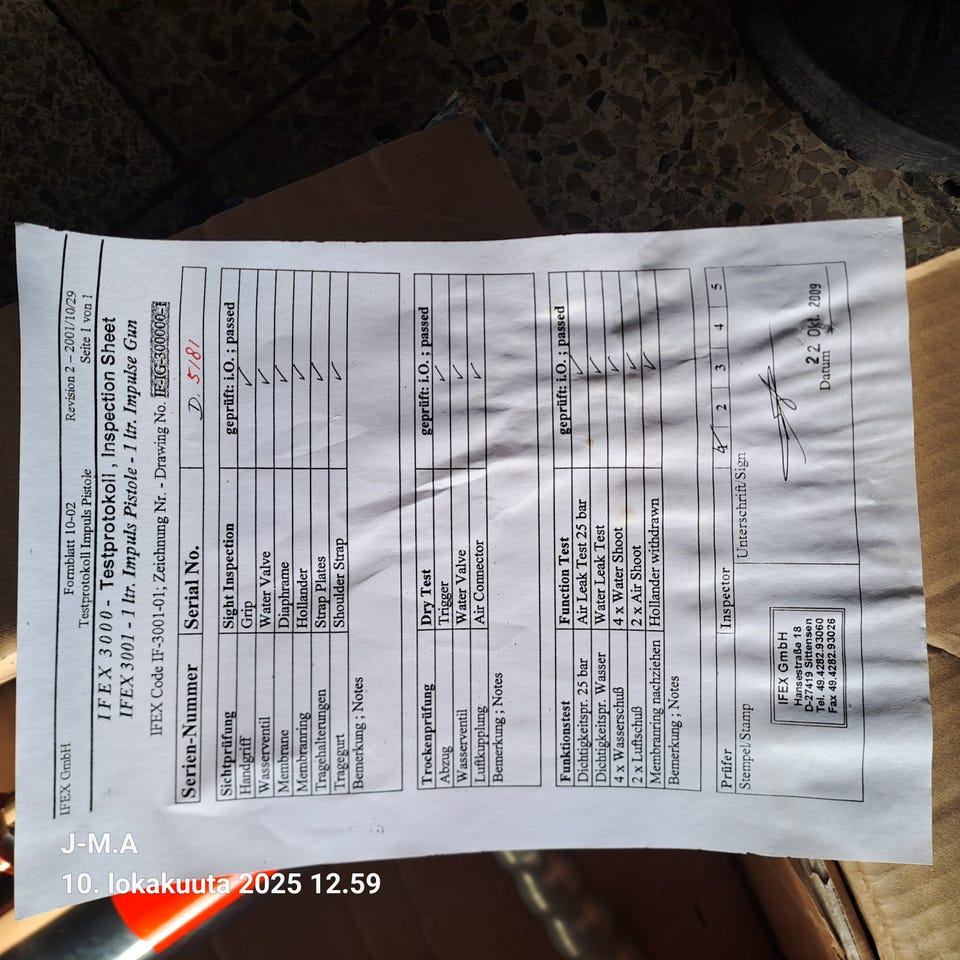 IFEX GmbH Formblatt 10-02 Revision 2 – 2001/10/29
Testprotokoll Impuls Pistole Seite 1 von 1
IFEX 3000 - Testprotokoll , Inspection Sheet
IFEX 3001 - 1 ltr. Impuls Pistole - 1 ltr. Impulse Gun
IFEX Code IF-3001-01; Zeichnung Nr. - Drawing No. IF-IG-300000-1
Serien-Nummer Serial No. D. 5181
Sichtprüfung Sight Inspection geprüft: i.O. ; passed
Handgriff Grip ✓
Wasserventil Water Valve ✓
Membrane Diaphrame ✓
Membranring Hollander ✓
Tragehalterungen Strap Plates ✓
Tragegurt Shoulder Strap ✓
Bemerkung ; Notes
Trockenprüfung Dry Test geprüft: i.O. ; passed
Abzug Trigger ✓
Wasserventil Water Valve ✓
Luftkupplung Air Connector ✓
Bemerkung ; Notes
Funktionstest Function Test geprüft: i.O. ; passed
Dichtigkeitspr. 25 bar Air Leak Test 25 bar ✓
Dichtigkeitspr. Wasser Water Leak Test ✓
4 x Wasserschuß 4 x Water Shoot ✓
2 x Luftschuß 2 x Air Shoot ✓
Membranring nachziehen Hollander withdrawn ✓
Bemerkung ; Notes
Prüfer Inspector 2 3 4 5
Stempel/Stamp Unterschrift/Sign
IFEX GmbH
Hansestraße 18
D-27419 Sittensen
Tel. 49.4282.93060
Fax 49.4282.93026
22 Okt. 2009
Datum
J-M.A
10. lokakuuta 2025 12.59